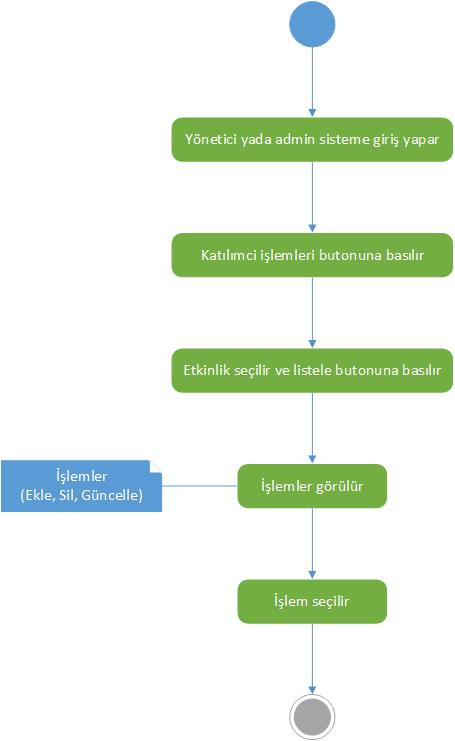 Yönetici yada admin sisteme giriş yapar
Katılımci işlemleri butonuna basılır
Etkinlik seçilir ve listele butonuna basılır
İşlemler
(Ekle, Sil, Güncelle)
İşlemler görülür
İşlem seçilir